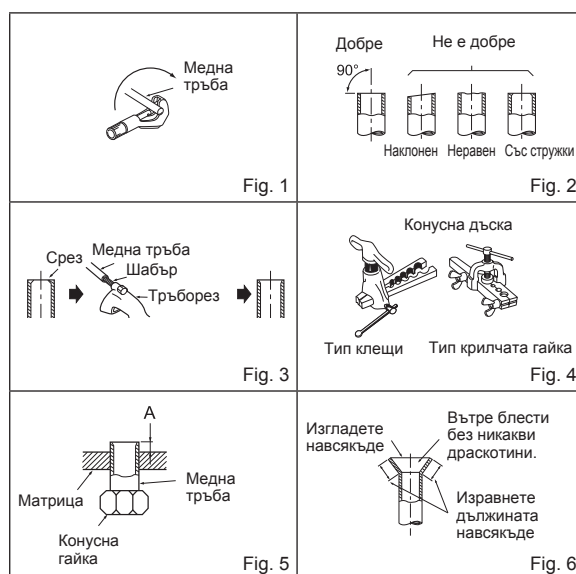 Медна
тръба
Fig. 1
Добре
Не е добре
90°
Наклонен
Неравен
Със стружки
Fig. 2
Срез
Медна тръба
Шабър
Тръборез
Fig. 3
Конусна дъска
Тип клещи
Тип крилчата гайка
Fig. 4
A
Матрица
Медна
тръба
Конусна
гайка
Fig. 5
Изгладете
навсякъде
Вътре блести
без никакви
драскотини.
Изравнете
дължината
навсякъде
Fig. 6